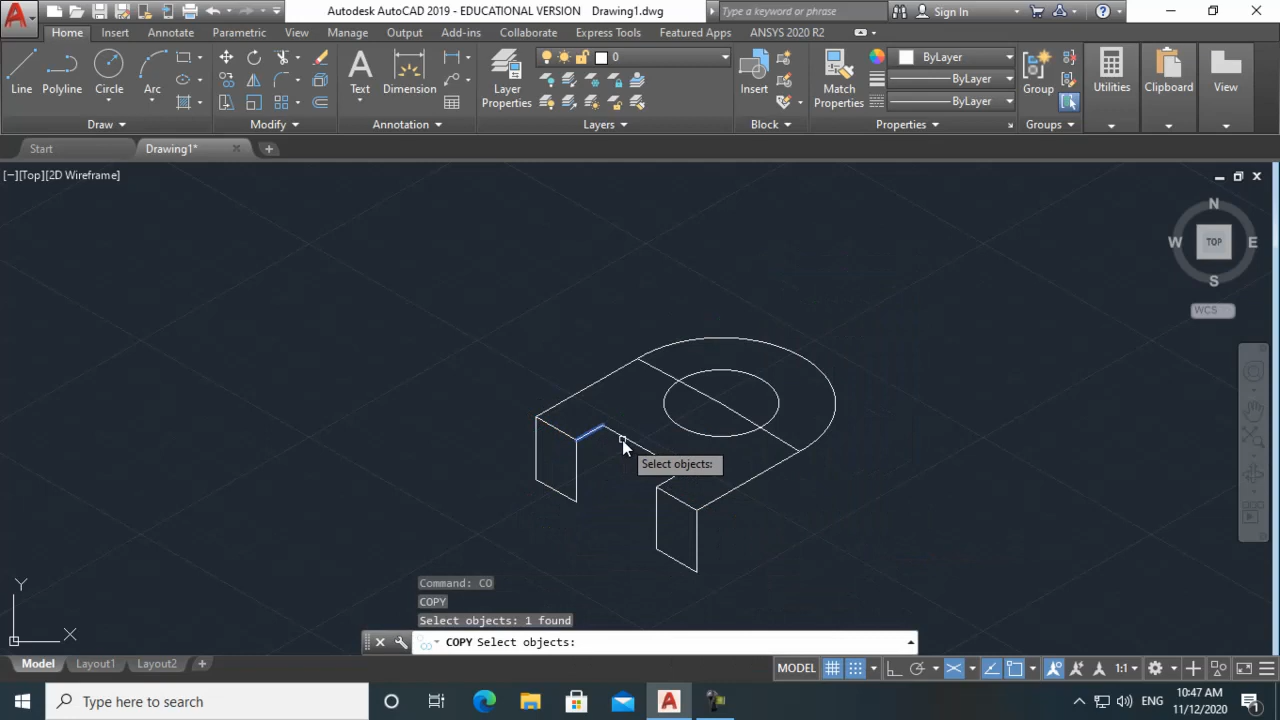 Autodesk AutoCAD 2019 - EDUCATIONAL VERSION Drawing1.dwg
Type a keyword or phrase
Sign In
Home Insert Annotate Parametric View Manage Output Add-ins Collaborate Express Tools Featured Apps ANSYS 2020 R2
Line Polyline Circle Arc
Text Dimension
Layer Properties
0
Insert
Match Properties
ByLayer
ByLayer
ByLayer
Group
Utilities
Clipboard
View
Draw Modify Annotation Layers Block Properties Groups
Start Drawing1*
[−][Top][2D Wireframe]
N
W TOP E
S
WCS
Select objects:
Y
X
Command: CO
COPY
Select objects: 1 found
COPY Select objects:
Model Layout1 Layout2
MODEL 1:1
Type here to search
ENG
10:47 AM
11/12/2020
1